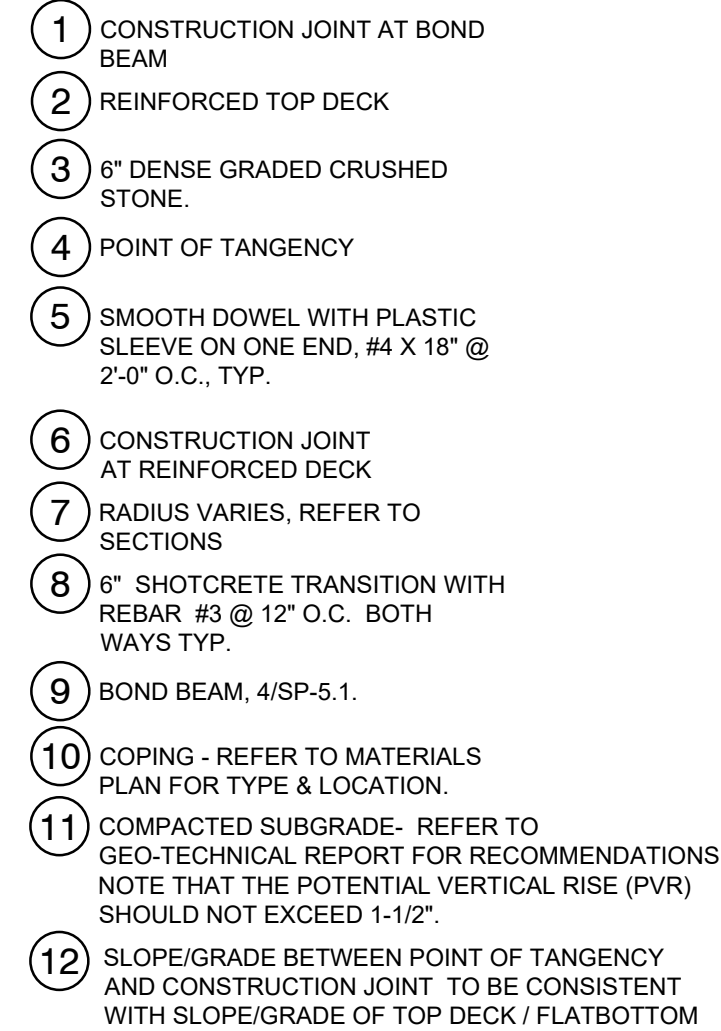 1 CONSTRUCTION JOINT AT BOND
BEAM
2 REINFORCED TOP DECK
3 6" DENSE GRADED CRUSHED
STONE.
4 POINT OF TANGENCY
5 SMOOTH DOWEL WITH PLASTIC
SLEEVE ON ONE END, #4 X 18" @
2'-0" O.C., TYP.
6 CONSTRUCTION JOINT
AT REINFORCED DECK
7 RADIUS VARIES, REFER TO
SECTIONS
8 6" SHOTCRETE TRANSITION WITH
REBAR #3 @ 12" O.C. BOTH
WAYS TYP.
9 BOND BEAM, 4/SP-5.1.
10 COPING - REFER TO MATERIALS
PLAN FOR TYPE & LOCATION.
11 COMPACTED SUBGRADE- REFER TO
GEO-TECHNICAL REPORT FOR RECOMMENDATIONS
NOTE THAT THE POTENTIAL VERTICAL RISE (PVR)
SHOULD NOT EXCEED 1-1/2".
12 SLOPE/GRADE BETWEEN POINT OF TANGENCY
AND CONSTRUCTION JOINT TO BE CONSISTENT
WITH SLOPE/GRADE OF TOP DECK / FLATBOTTOM